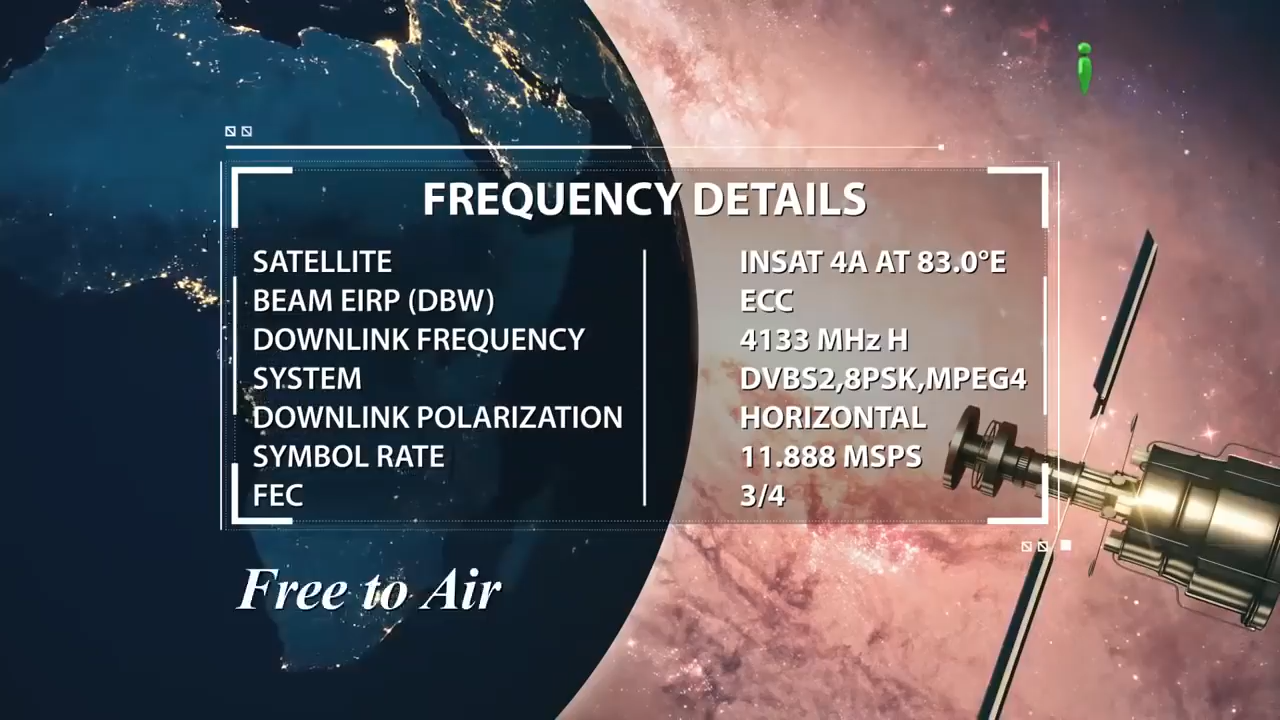 FREQUENCY DETAILS
SATELLITE INSAT 4A AT 83.0°E
BEAM EIRP (DBW) ECC
DOWNLINK FREQUENCY 4133 MHz H
SYSTEM DVBS2,8PSK,MPEG4
DOWNLINK POLARIZATION HORIZONTAL
SYMBOL RATE 11.888 MSPS
FEC 3/4
Free to Air